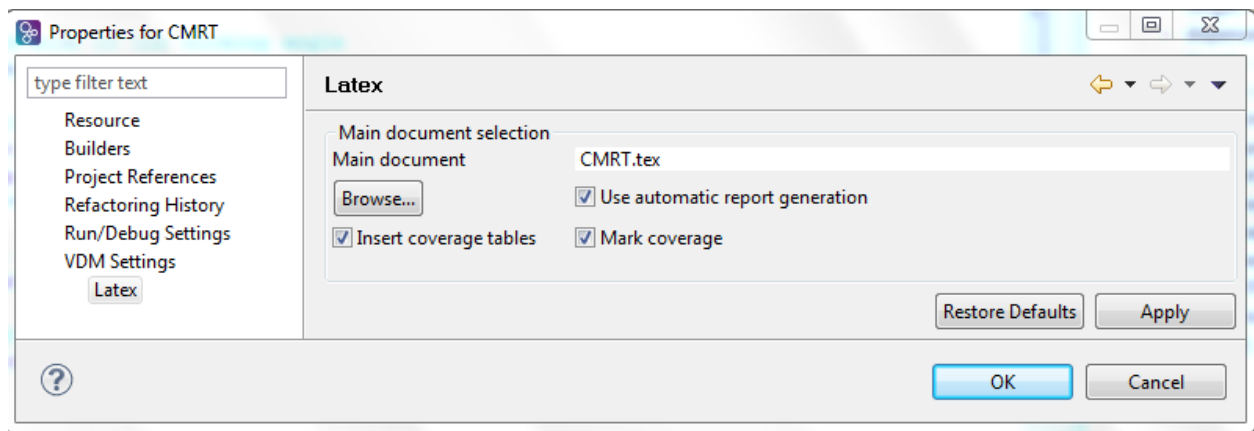 Properties for CMRT
type filter text
Resource
Builders
Project References
Refactoring History
Run/Debug Settings
VDM Settings
Latex
Latex
Main document selection
Main document CMRT.tex
Browse... Use automatic report generation
Insert coverage tables Mark coverage
Restore Defaults Apply
? OK Cancel